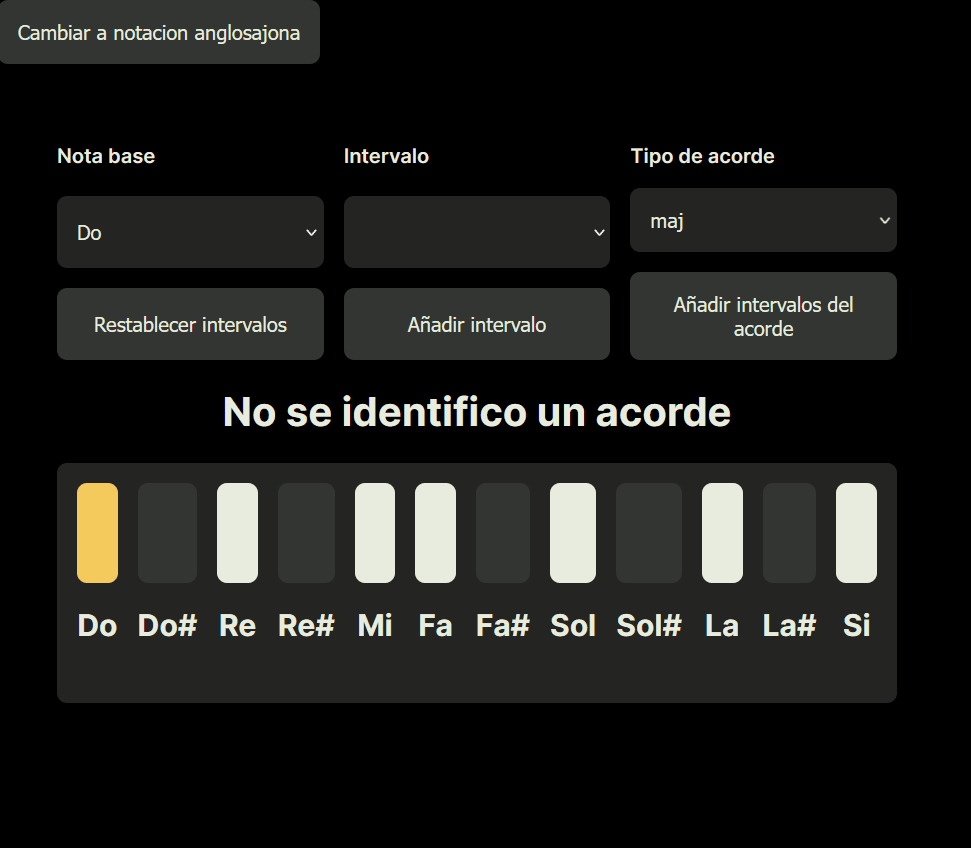 Cambiar a notacion anglosajona
Nota base
Intervalo
Tipo de acorde
Do
maj
Restablecer intervalos
Añadir intervalo
Añadir intervalos del
acorde
No se identifico un acorde
Do Do# Re Re# Mi Fa Fa# Sol Sol# La La# Si